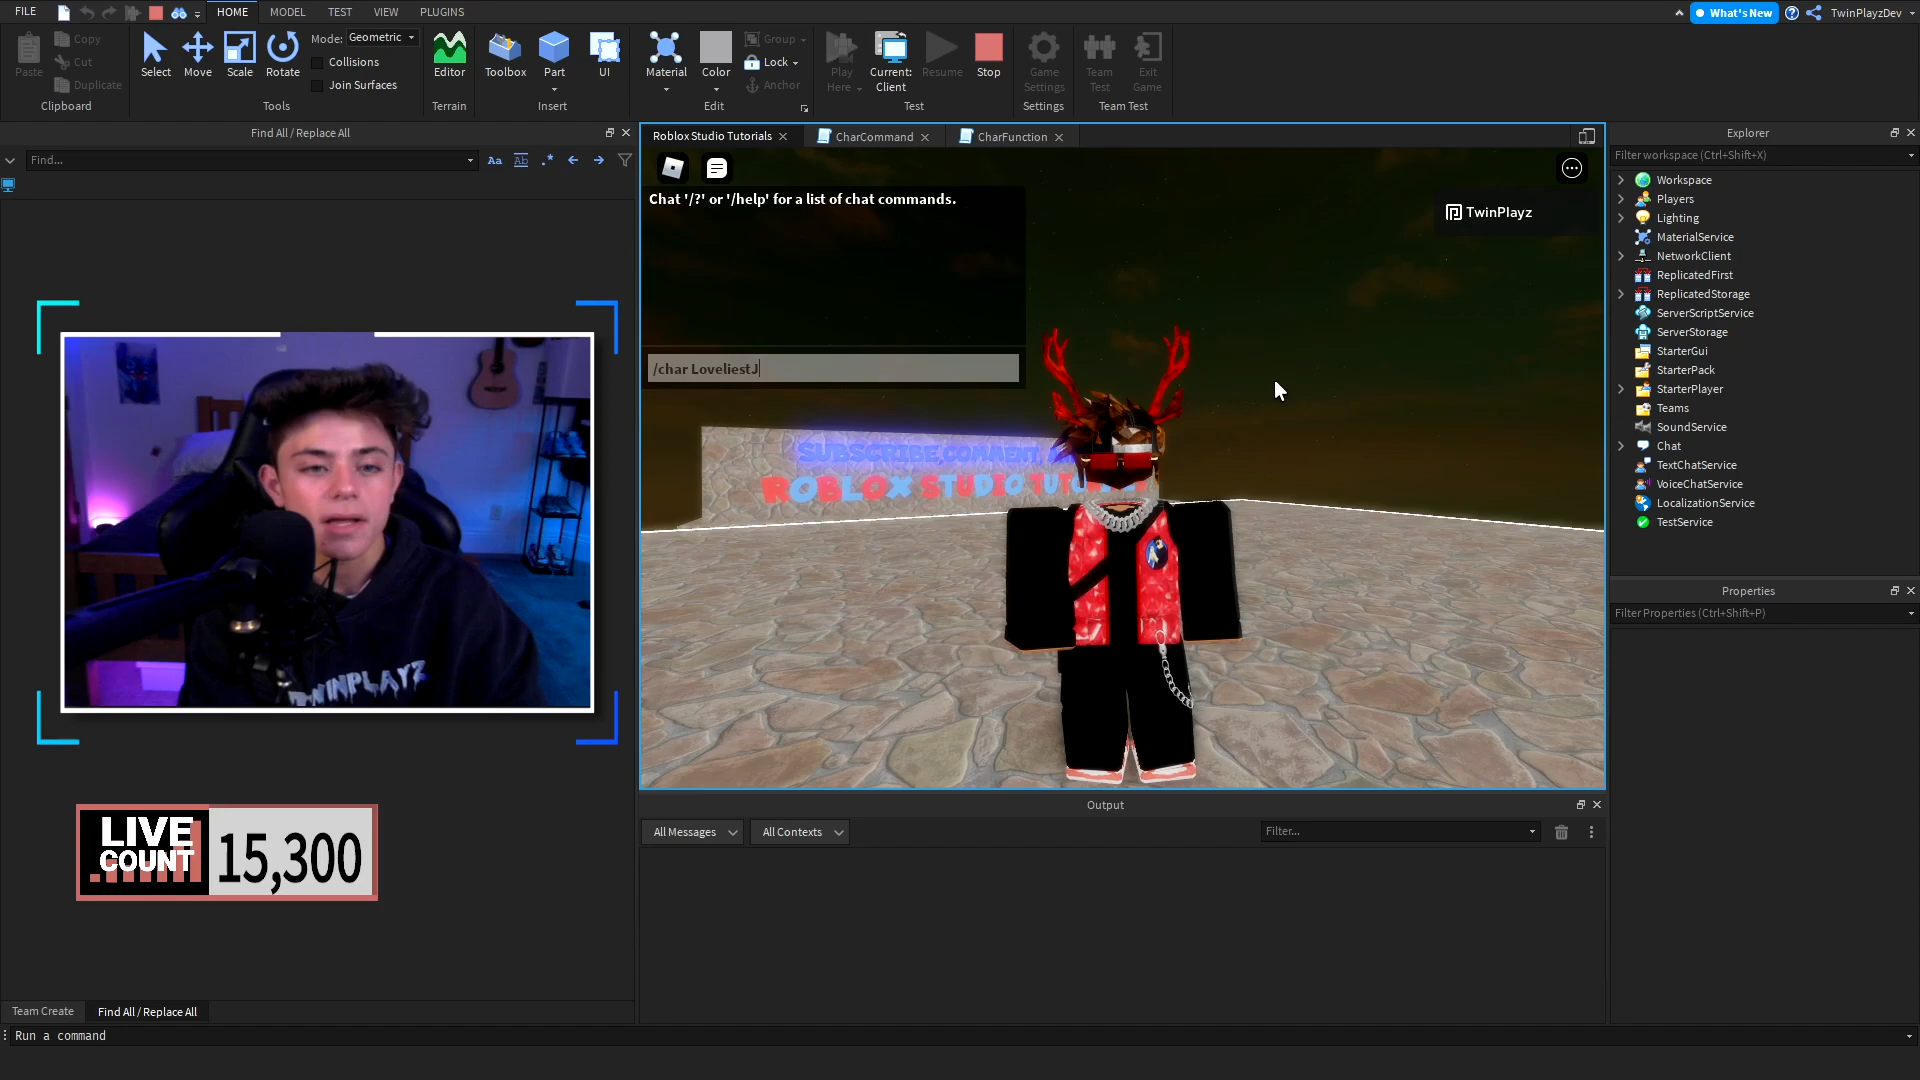 FILE
HOME
MODEL
TEST
VIEW
PLUGINS
What's New
TwinPlayzDev
Paste
Copy
Cut
Duplicate
Clipboard
Select
Move
Scale
Rotate
Mode: Geometric
Collisions
Join Surfaces
Tools
Editor
Terrain
Toolbox
Part
UI
Insert
Material
Color
Group
Lock
Anchor
Edit
Play
Here
Current:
Client
Resume
Stop
Test
Game
Settings
Settings
Team
Test
Exit
Game
Team Test
Find All / Replace All
Find...
Aa
Ab
.*
Roblox Studio Tutorials
CharCommand
CharFunction
Chat '/?' or '/help' for a list of chat commands.
/char LoveliestJ
TwinPlayz
SUBSCRIBE,COMMENT
ROBLOX STUDIO
TWINPLAYZ
LIVE
COUNT
15,300
Output
All Messages
All Contexts
Filter...
Explorer
Filter workspace (Ctrl+Shift+X)
Workspace
Players
Lighting
MaterialService
NetworkClient
ReplicatedFirst
ReplicatedStorage
ServerScriptService
ServerStorage
StarterGui
StarterPack
StarterPlayer
Teams
SoundService
Chat
TextChatService
VoiceChatService
LocalizationService
TestService
Properties
Filter Properties (Ctrl+Shift+P)
Team Create
Find All / Replace All
Run a command